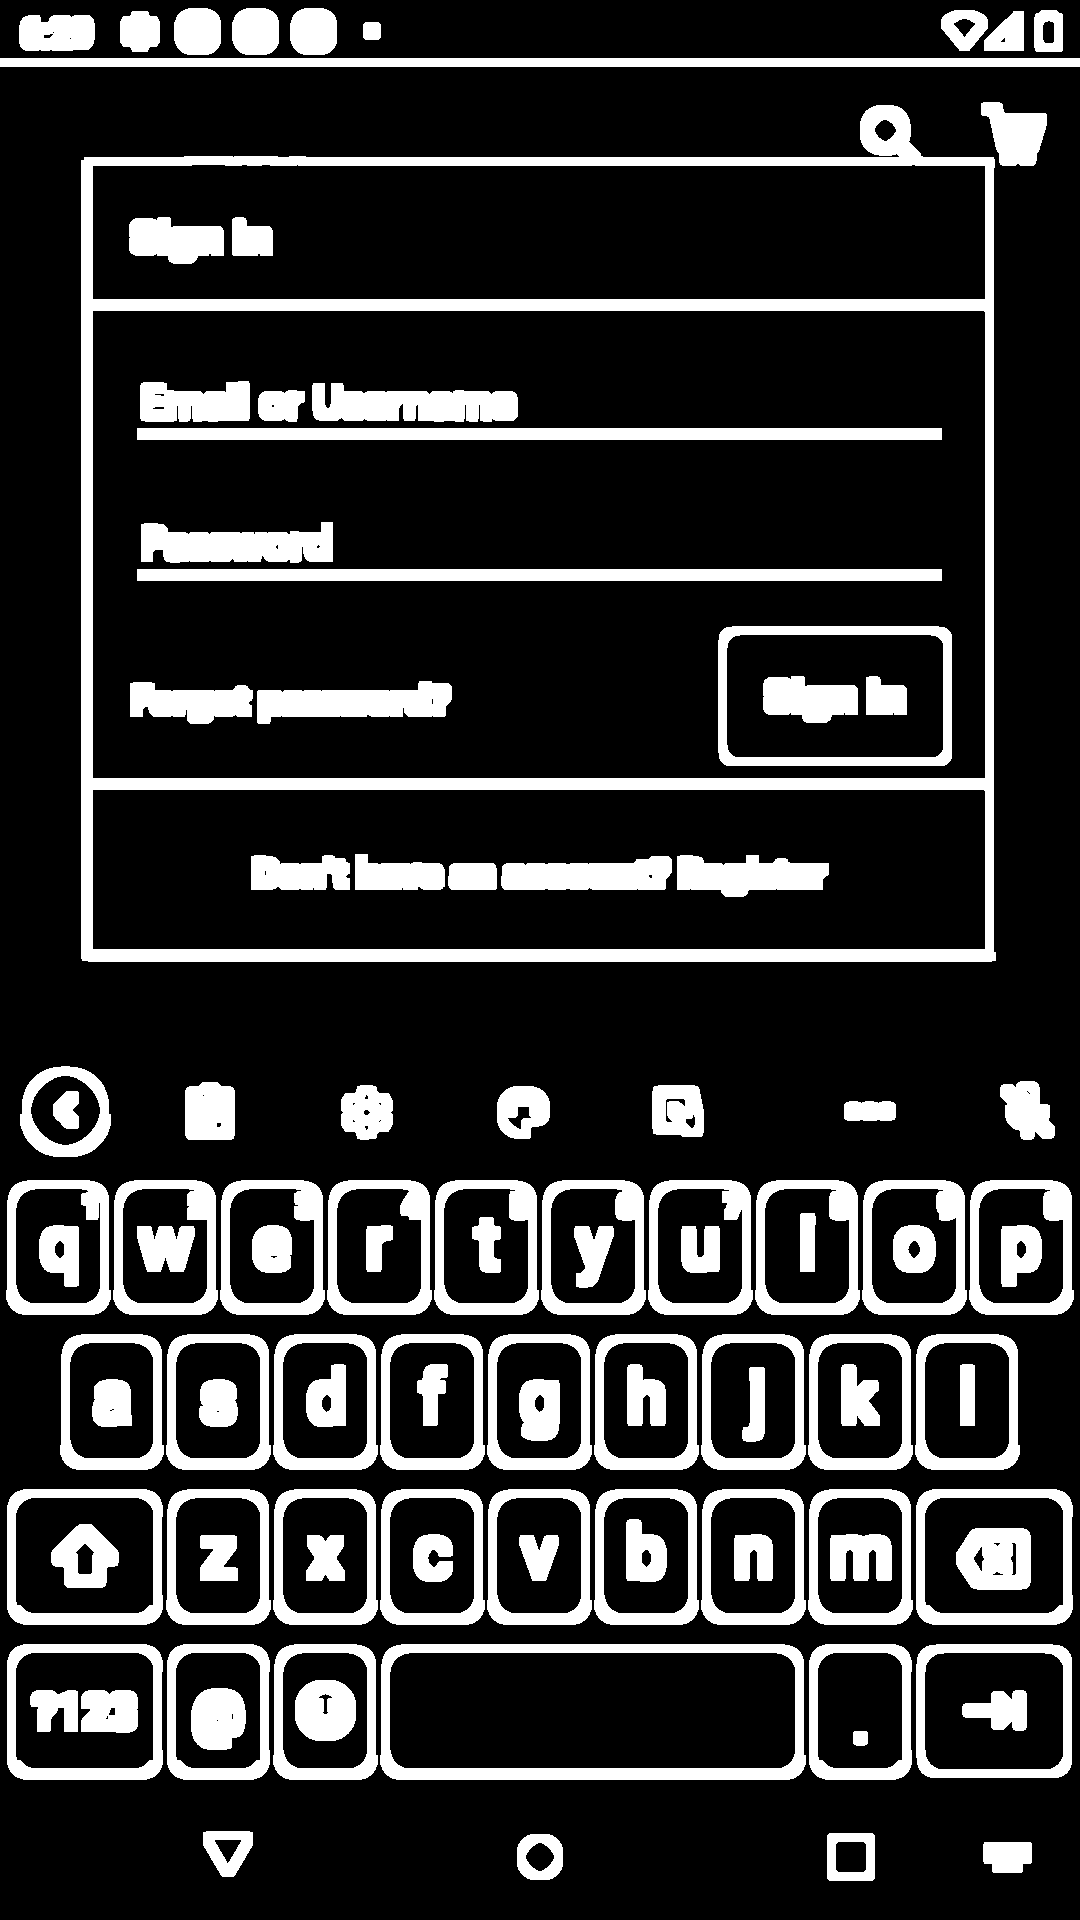 Sign in
Email or Username
Password
Forgot password?
Sign in
Don't have an account? Register
q w e r t y u i o p
a s d f g h j k l
z x c v b n m
?123 @ .